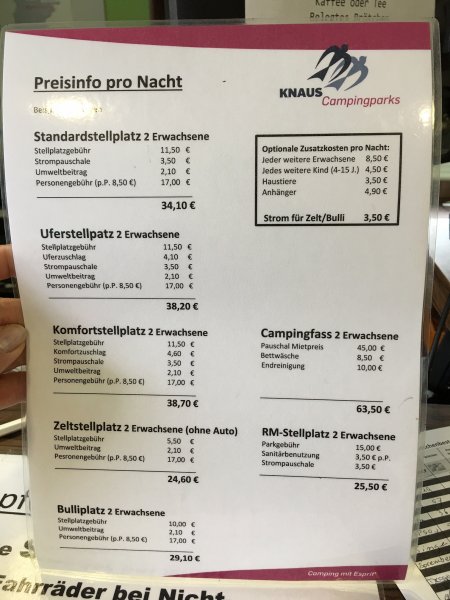 Kaffee oder Tee
Preisinfo pro Nacht
KNAUS
Campingparks
Standardstellplatz 2 Erwachsene
Stellplatzgebühr 11,50 €
Strompauschale 3,50 €
Umweltbeitrag 2,10 €
Personengebühr (p.P. 8,50 €) 17,00 €
34,10 €
Optionale Zusatzkosten pro Nacht:
Jeder weitere Erwachsene 8,50 €
Jedes weitere Kind (4-15 J.) 4,50 €
Haustiere 3,50 €
Anhänger 4,90 €
Strom für Zelt/Bulli 3,50 €
Uferstellpatz 2 Erwachsene
Stellplatzgebühr 11,50 €
Uferzuschlag 4,10 €
Strompauschale 3,50 €
Umweltbeitrag 2,10 €
Personengebühr (p.P. 8,50 €) 17,00 €
38,20 €
Komfortstellplatz 2 Erwachsene
Stellplatzgebühr 11,50 €
Komfortzuschlag 4,60 €
Strompauschale 3,50 €
Umweltbeitrag 2,10 €
Personengebühr (p.P. 8,50 €) 17,00 €
38,70 €
Campingfass 2 Erwachsene
Pauschal Mietpreis 45,00 €
Bettwäsche 8,50 €
Endreinigung 10,00 €
63,50 €
Zeltstellplatz 2 Erwachsene (ohne Auto)
Stellplatzgebühr 5,50 €
Umweltbeitrag 2,10 €
Pesronengebühr (p.P. 8,50 €) 17,00 €
24,60 €
RM-Stellplatz 2 Erwachsene
Parkgebühr 15,00 €
Sanitärbenutzung 3,50 € p.P.
Strompauschale 3,50 €
25,50 €
Bulliplatz 2 Erwachsene
Stellplatzgebühr 10,00 €
Umweltbeitrag 2,10 €
Personengebühr (p.P. 8,50 €) 17,00 €
29,10 €
Camping mit Esprit
Fahrräder bei Nicht